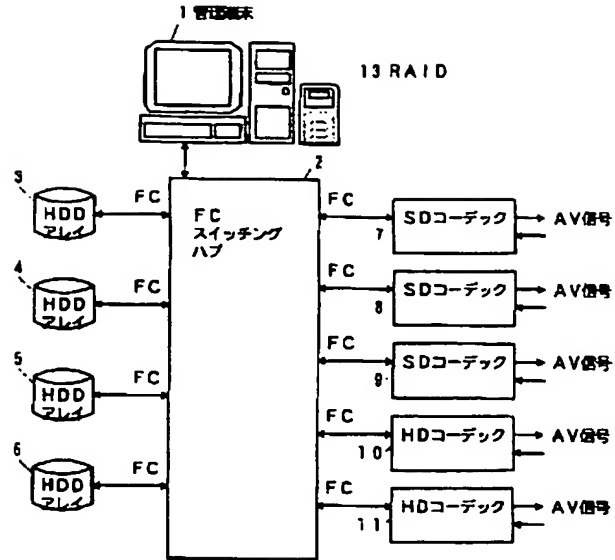 1 管理端末
13 RAID
2
3
HDD
アレイ
FC
4
HDD
アレイ
FC
5
HDD
アレイ
FC
6
HDD
アレイ
FC
FC
スイッチング
ハブ
FC
7
SDコーデック
AV信号
FC
8
SDコーデック
AV信号
FC
9
SDコーデック
AV信号
FC
10
HDコーデック
AV信号
FC
11
HDコーデック
AV信号